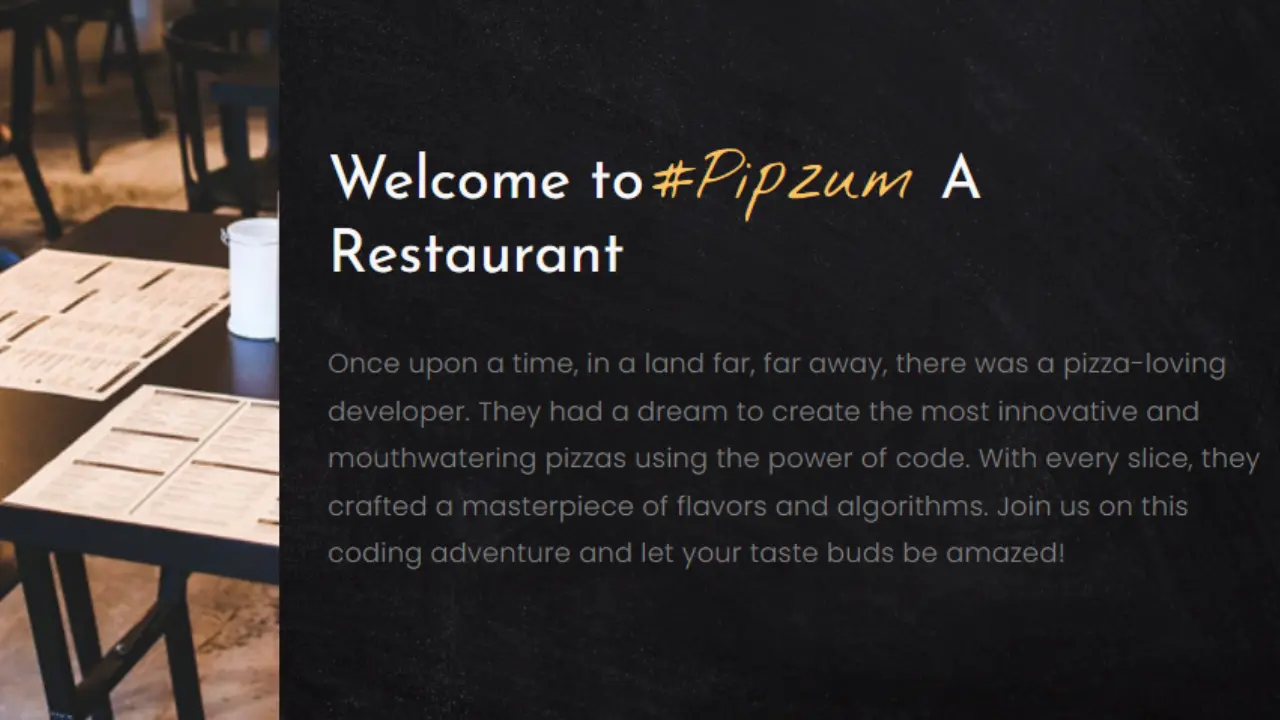 Welcome to #Pipzum A
Restaurant
Once upon a time, in a land far, far away, there was a pizza-loving
developer. They had a dream to create the most innovative and
mouthwatering pizzas using the power of code. With every slice, they
crafted a masterpiece of flavors and algorithms. Join us on this
coding adventure and let your taste buds be amazed!